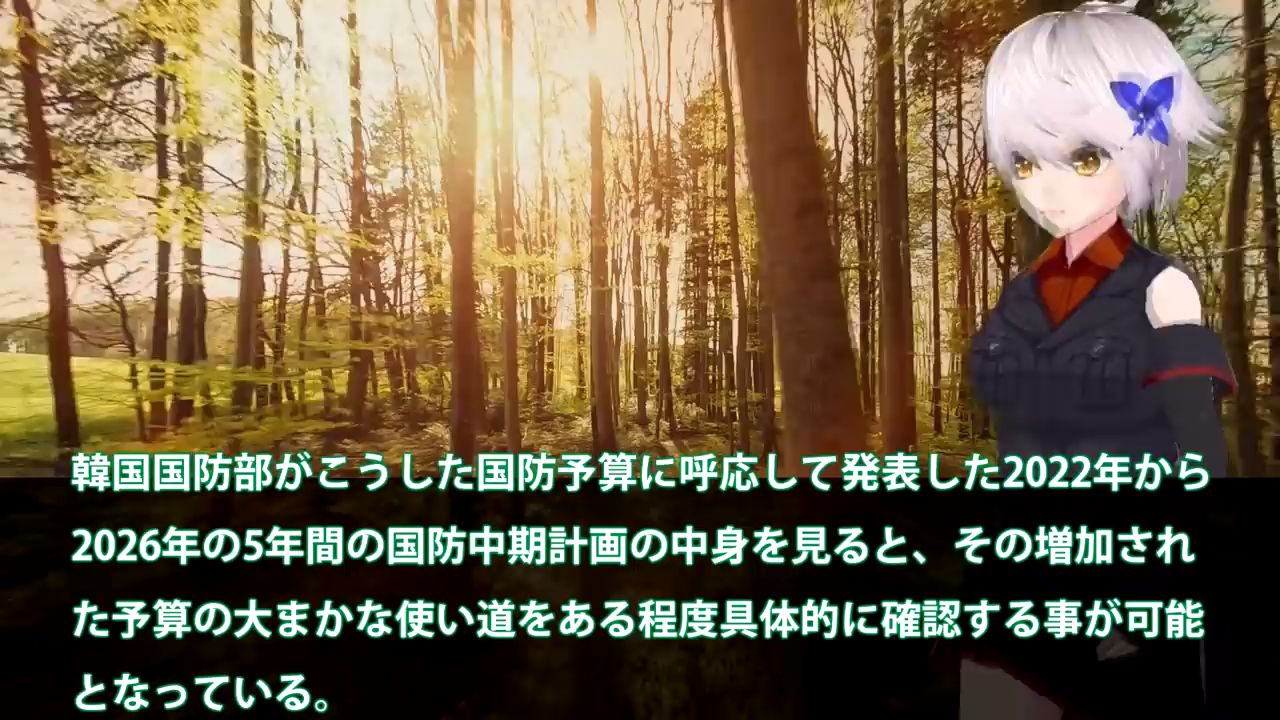 韓国国防部がこうした国防予算に呼応して発表した2022年から
2026年の5年間の国防中期計画の中身を見ると、その増加され
た予算の大まかな使い道をある程度具体的に確認する事が可能
となっている。